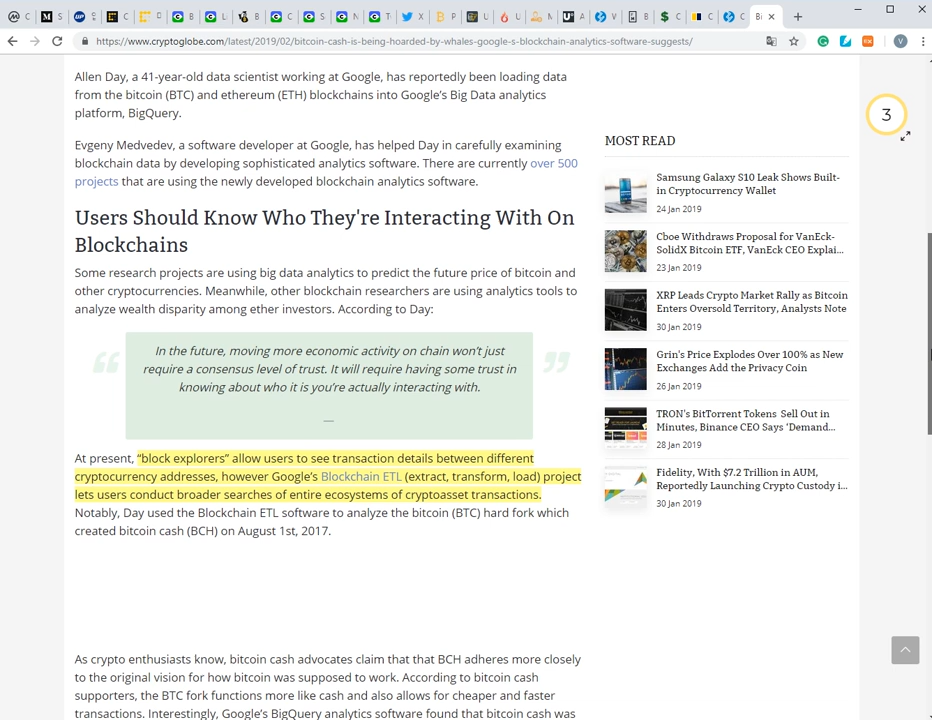 C
M S
C
B
L
B
C
C
S
N
T
X
P
U
U
M
A
V
B
C
C
Bi
https://www.cryptoglobe.com/latest/2019/02/bitcoin-cash-is-being-hoarded-by-whales-google-s-blockchain-analytics-software-suggests/
V
Allen Day, a 41-year-old data scientist working at Google, has reportedly been loading data
from the bitcoin (BTC) and ethereum (ETH) blockchains into Google's Big Data analytics
platform, BigQuery.
Evgeny Medvedev, a software developer at Google, has helped Day in carefully examining
blockchain data by developing sophisticated analytics software. There are currently over 500
projects that are using the newly developed blockchain analytics software.
Users Should Know Who They're Interacting With On
Blockchains
Some research projects are using big data analytics to predict the future price of bitcoin and
other cryptocurrencies. Meanwhile, other blockchain researchers are using analytics tools to
analyze wealth disparity among ether investors. According to Day:
“
In the future, moving more economic activity on chain won't just
require a consensus level of trust. It will require having some trust in
knowing about who it is you're actually interacting with.
”
—
At present, “block explorers” allow users to see transaction details between different
cryptocurrency addresses, however Google's Blockchain ETL (extract, transform, load) project
lets users conduct broader searches of entire ecosystems of cryptoasset transactions.
Notably, Day used the Blockchain ETL software to analyze the bitcoin (BTC) hard fork which
created bitcoin cash (BCH) on August 1st, 2017.
As crypto enthusiasts know, bitcoin cash advocates claim that that BCH adheres more closely
to the original vision for how bitcoin was supposed to work. According to bitcoin cash
supporters, the BTC fork functions more like cash and also allows for cheaper and faster
transactions. Interestingly, Google's BigQuery analytics software found that bitcoin cash was
3
MOST READ
Samsung Galaxy S10 Leak Shows Built-
in Cryptocurrency Wallet
24 Jan 2019
Cboe Withdraws Proposal for VanEck-
SolidX Bitcoin ETF, VanEck CEO Explai...
23 Jan 2019
XRP Leads Crypto Market Rally as Bitcoin
Enters Oversold Territory, Analysts Note
30 Jan 2019
Grin's Price Explodes Over 100% as New
Exchanges Add the Privacy Coin
26 Jan 2019
TRON's BitTorrent Tokens Sell Out in
Minutes, Binance CEO Says ‘Demand...
28 Jan 2019
Fidelity, With $7.2 Trillion in AUM,
Reportedly Launching Crypto Custody i...
30 Jan 2019